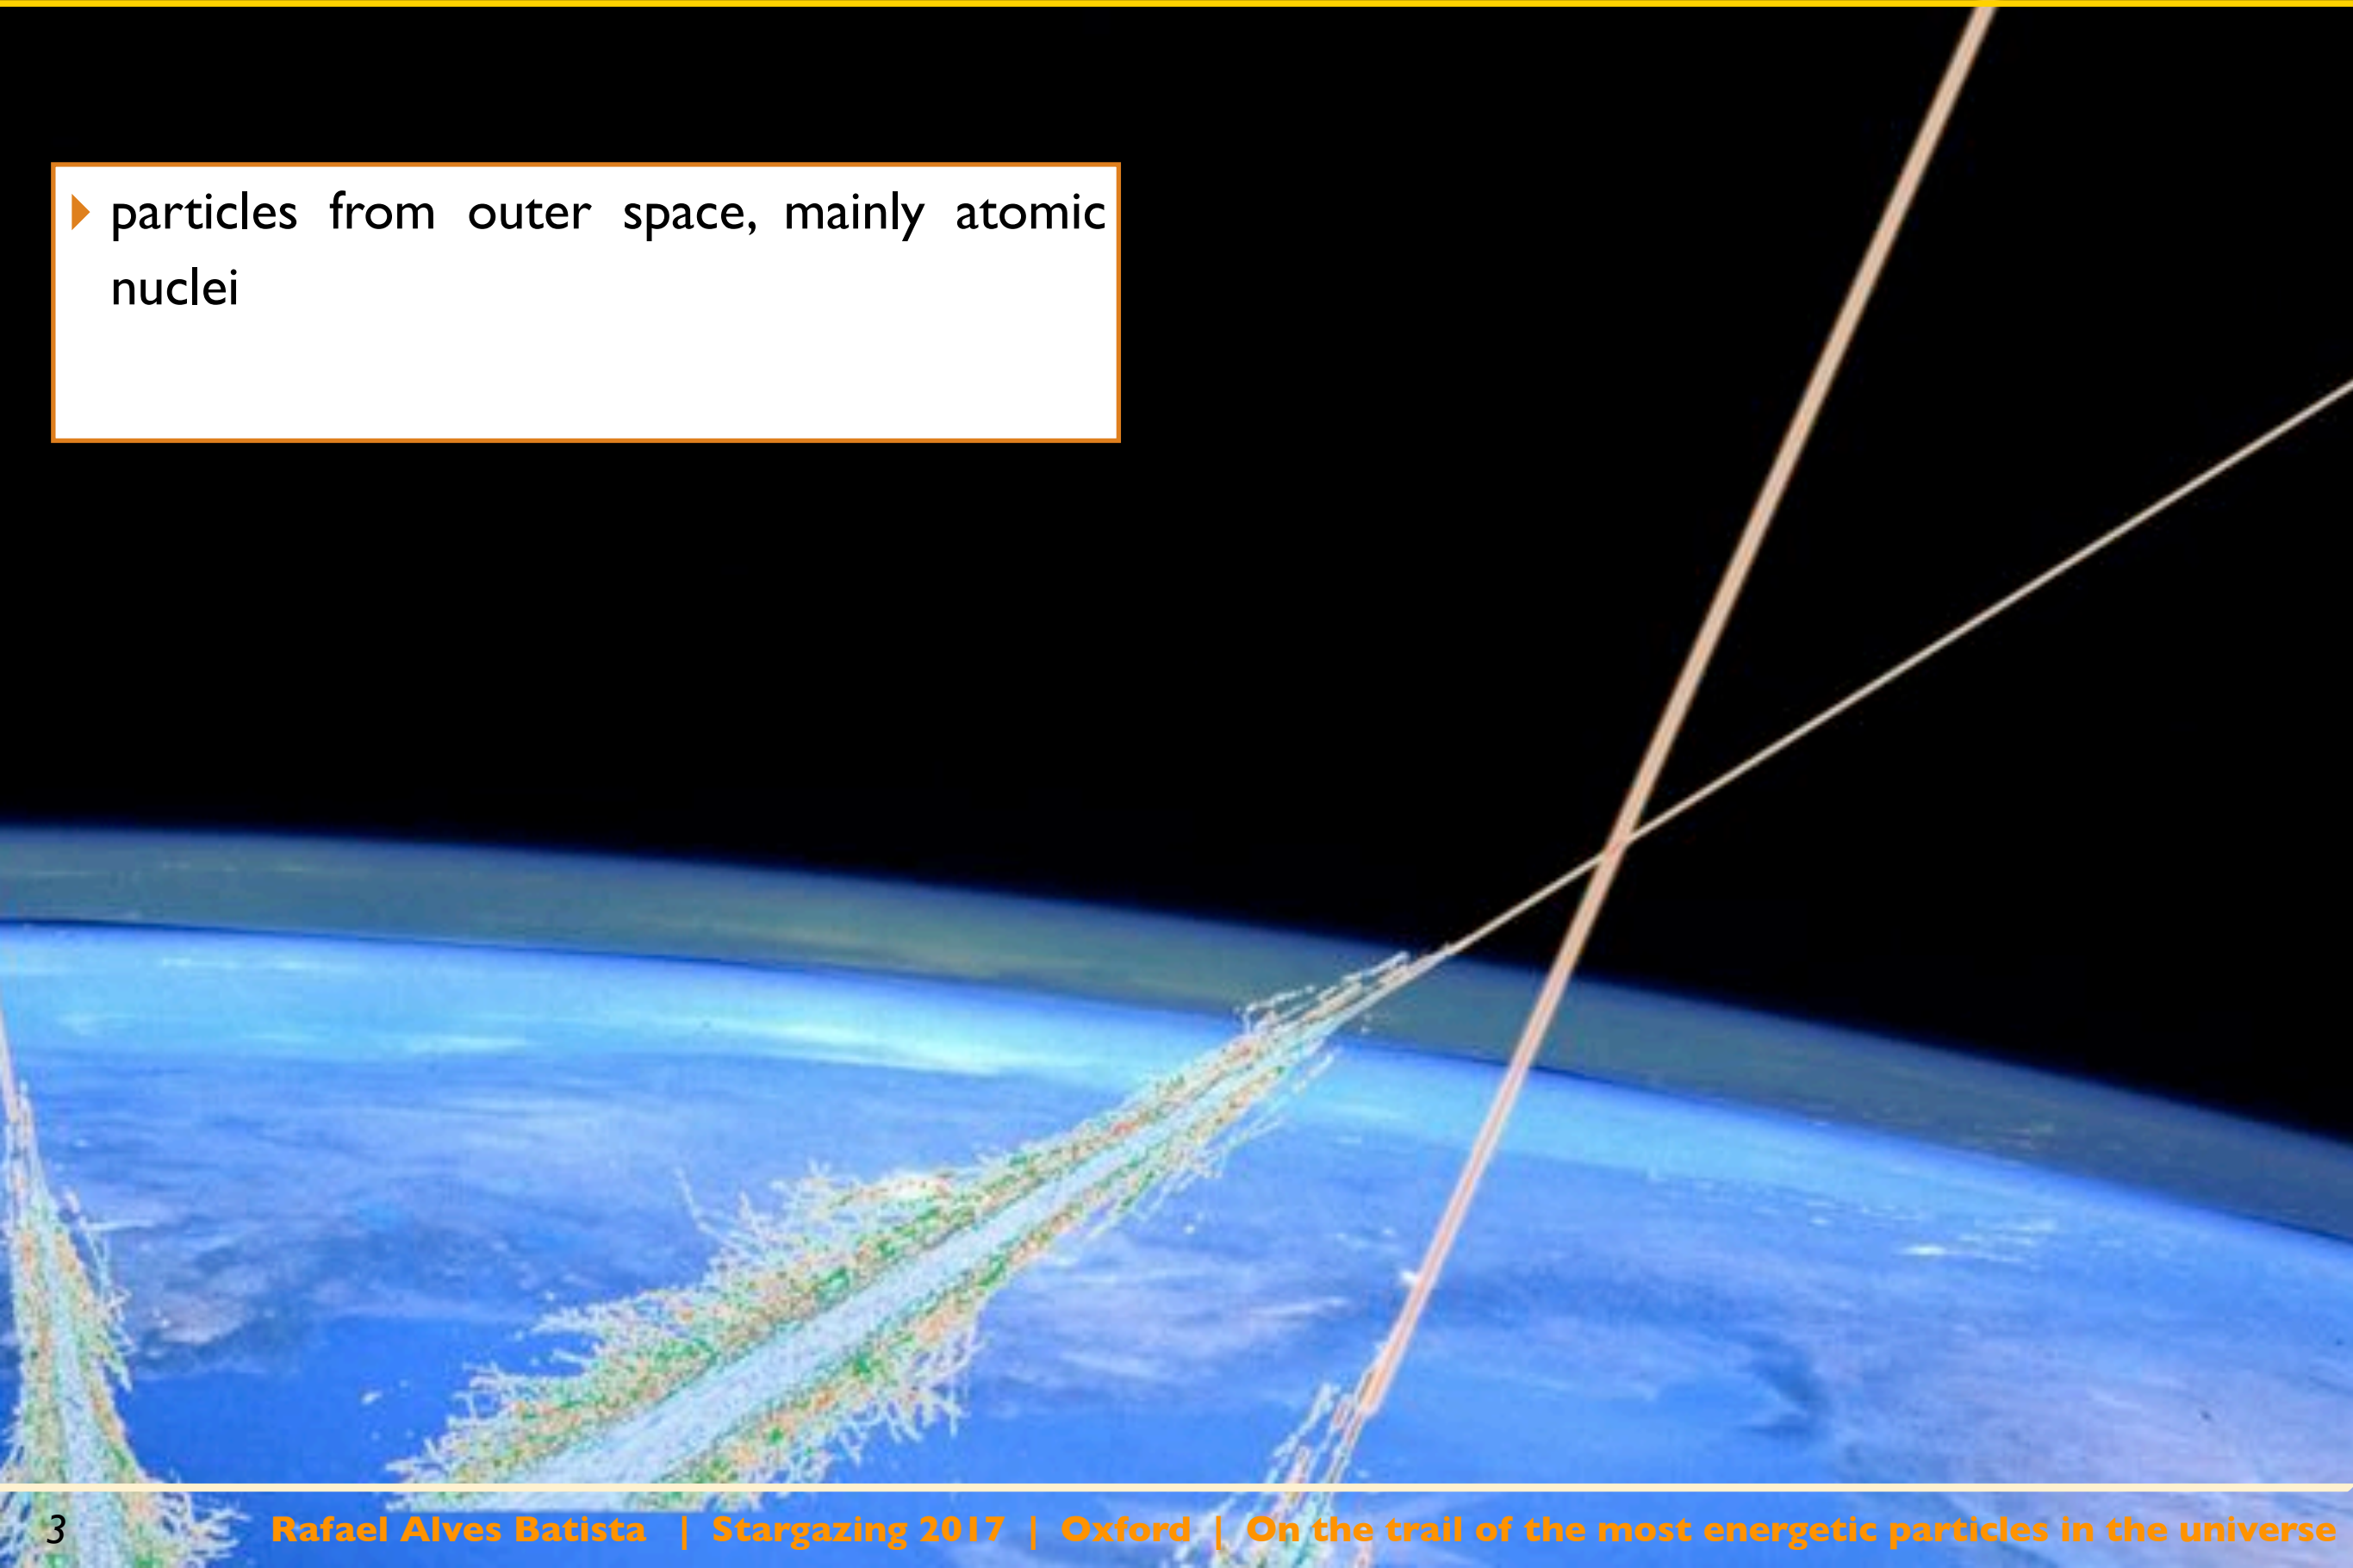 particles from outer space, mainly atomic
nuclei
3 Rafael Alves Batista | Stargazing 2017 | Oxford | On the trail of the most energetic particles in the universe